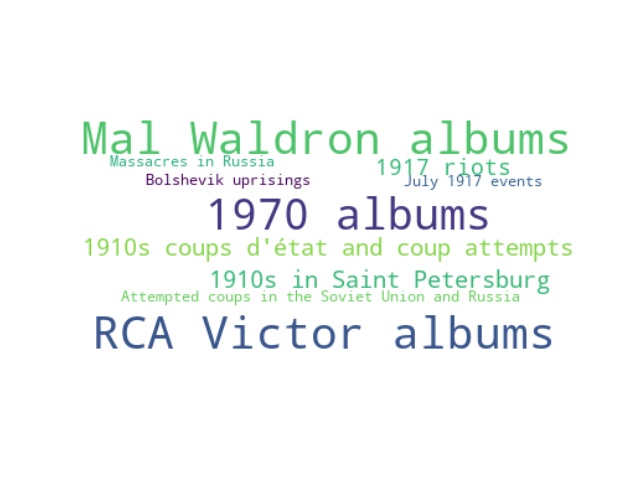 Mal Waldron albums
Massacres in Russia
1917 riots
Bolshevik uprisings
July 1917 events
1970 albums
1910s coups d'état and coup attempts
1910s in Saint Petersburg
Attempted coups in the Soviet Union and Russia
RCA Victor albums